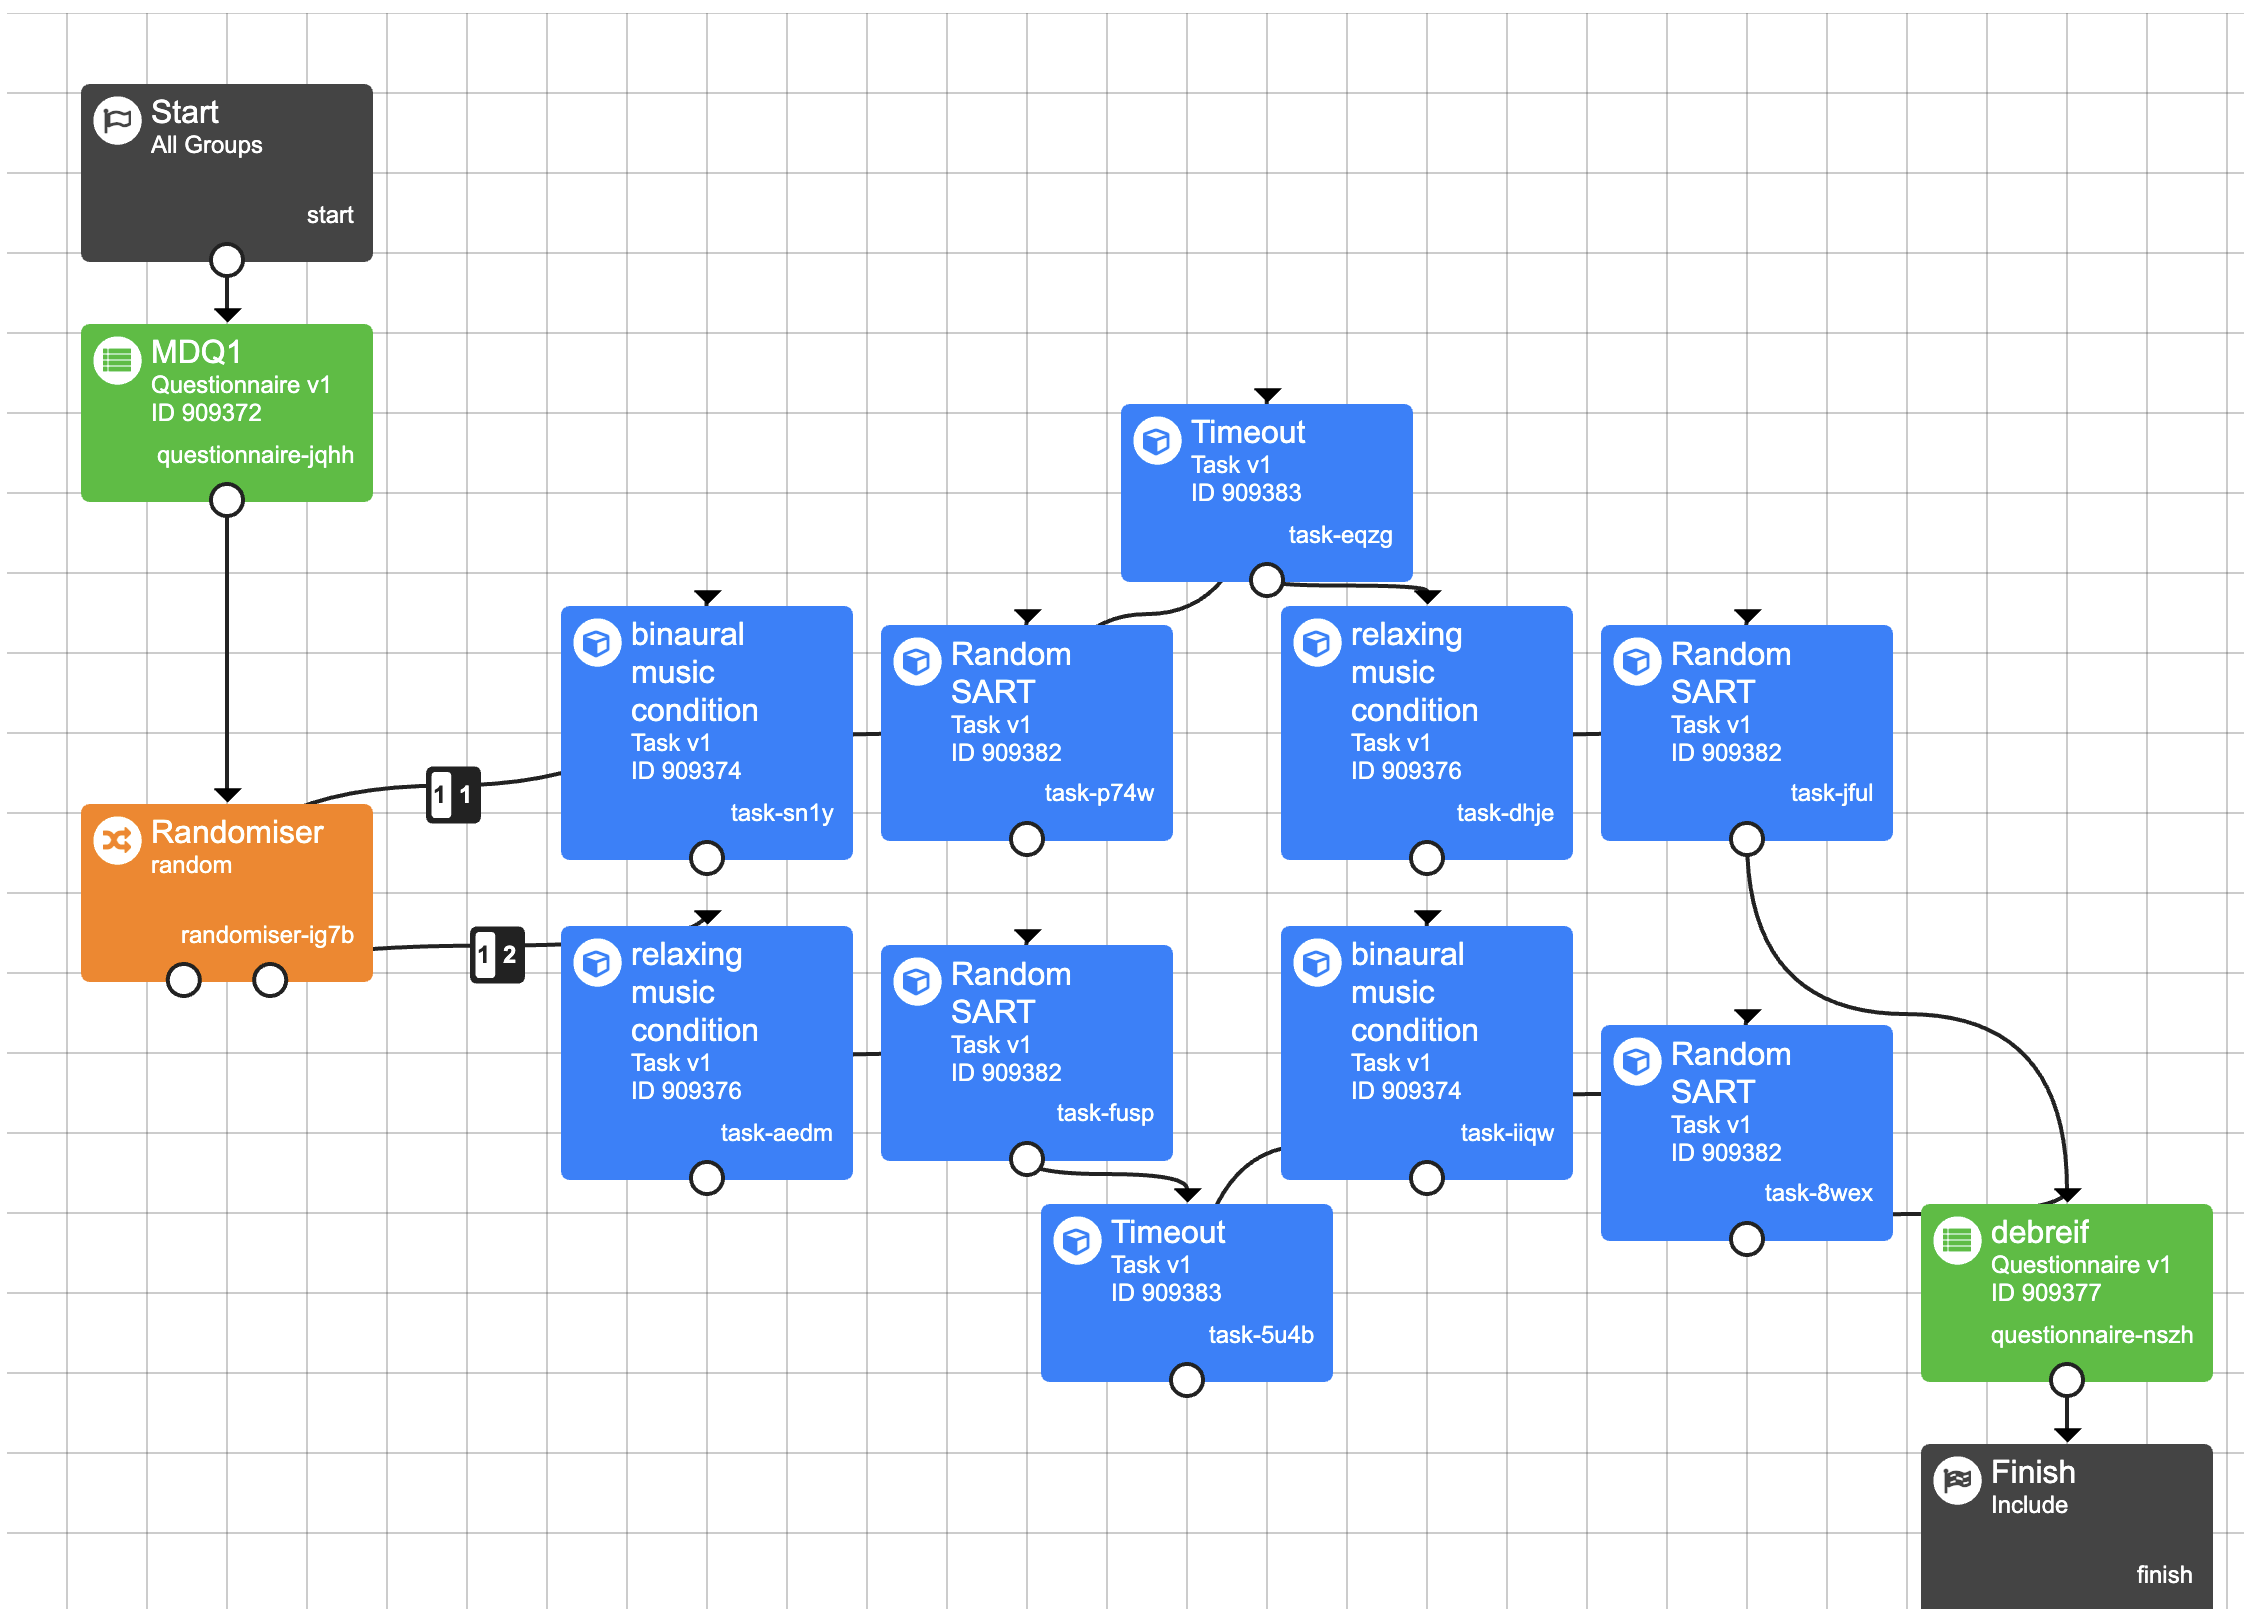 Start
All Groups
start
MDQ1
Questionnaire v1
ID 909372
questionnaire-jqhh
Randomiser
random
randomiser-ig7b
1 1
1 2
binaural
music
condition
Task v1
ID 909374
task-sn1y
Random
SART
Task v1
ID 909382
task-p74w
Timeout
Task v1
ID 909383
task-eqzg
relaxing
music
condition
Task v1
ID 909376
task-dhje
Random
SART
Task v1
ID 909382
task-jful
relaxing
music
condition
Task v1
ID 909376
task-aedm
Random
SART
Task v1
ID 909382
task-fusp
Timeout
Task v1
ID 909383
task-5u4b
binaural
music
condition
Task v1
ID 909374
task-iiqw
Random
SART
Task v1
ID 909382
task-8wex
debreif
Questionnaire v1
ID 909377
questionnaire-nszh
Finish
Include
finish